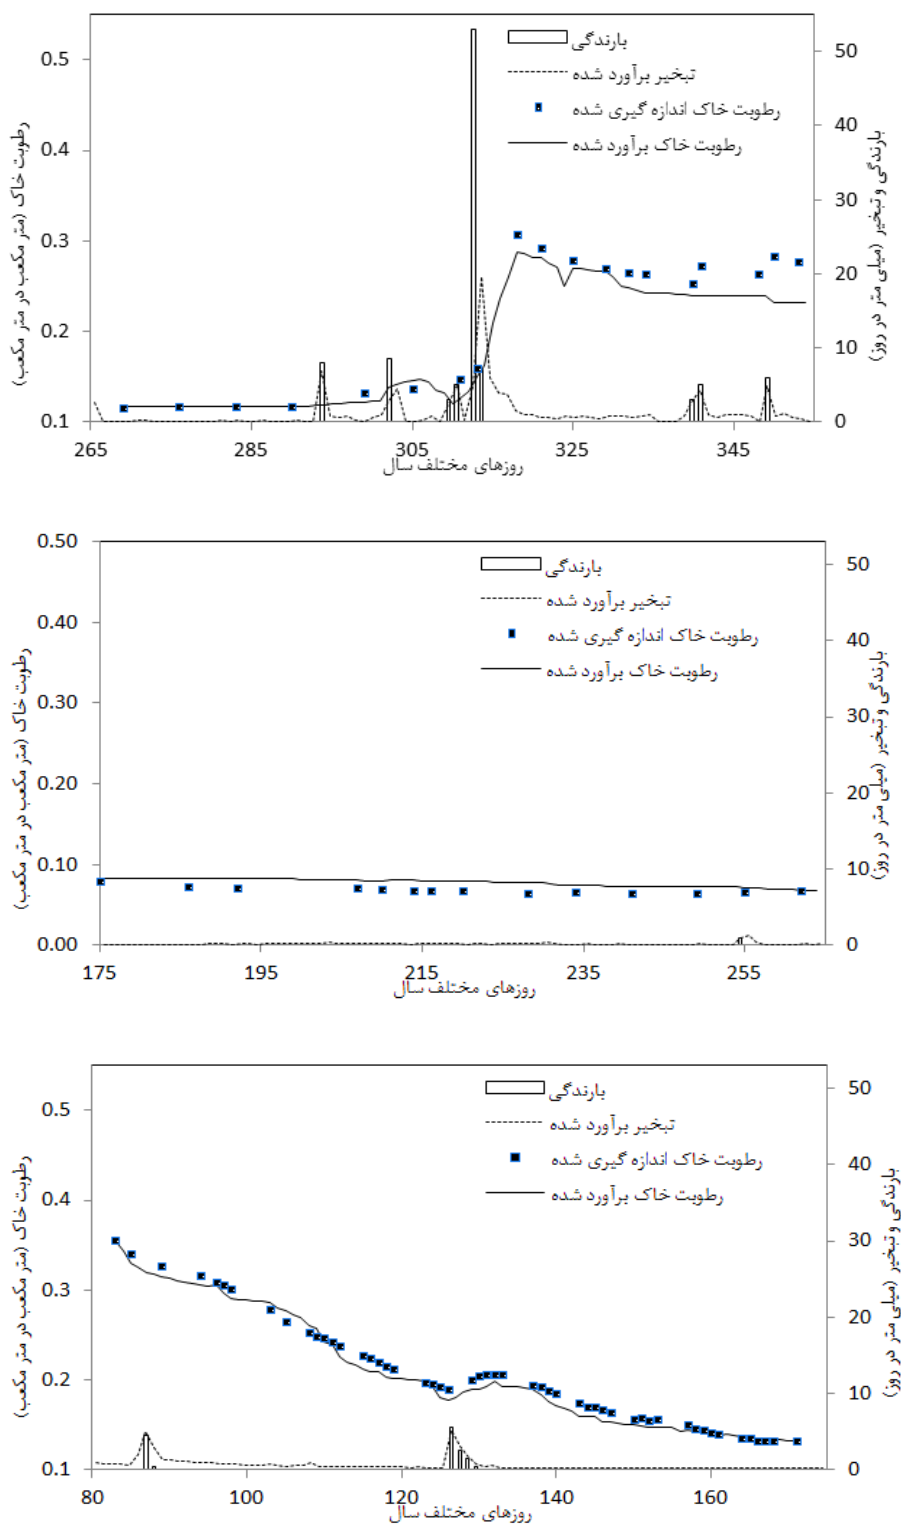 بارندگی
تبخیر برآورد شده
رطوبت خاک اندازه گیری شده
رطوبت خاک برآورد شده
رطوبت خاک (متر مکعب در متر مکعب)
0.5
0.4
0.3
0.2
0.1
بارندگی و تبخیر (میلی متر در روز)
50
40
30
20
10
0
265
285
305
325
345
روزهای مختلف سال
بارندگی
تبخیر برآورد شده
رطوبت خاک اندازه گیری شده
رطوبت خاک برآورد شده
رطوبت خاک (متر مکعب در متر مکعب)
0.50
0.40
0.30
0.20
0.10
0.00
بارندگی و تبخیر (میلی متر در روز)
50
40
30
20
10
0
175
195
215
235
255
روزهای مختلف سال
بارندگی
تبخیر برآورد شده
رطوبت خاک اندازه گیری شده
رطوبت خاک برآورد شده
رطوبت خاک (متر مکعب در متر مکعب)
0.5
0.4
0.3
0.2
0.1
بارندگی و تبخیر (میلی متر در روز)
50
40
30
20
10
0
80
100
120
140
160
روزهای مختلف سال